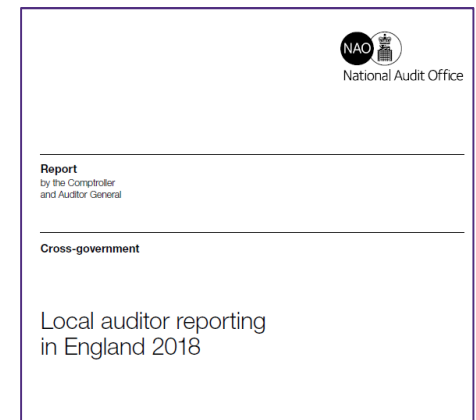 NAO
National Audit Office
Report
by the Comptroller
and Auditor General
Cross-government
Local auditor reporting
in England 2018